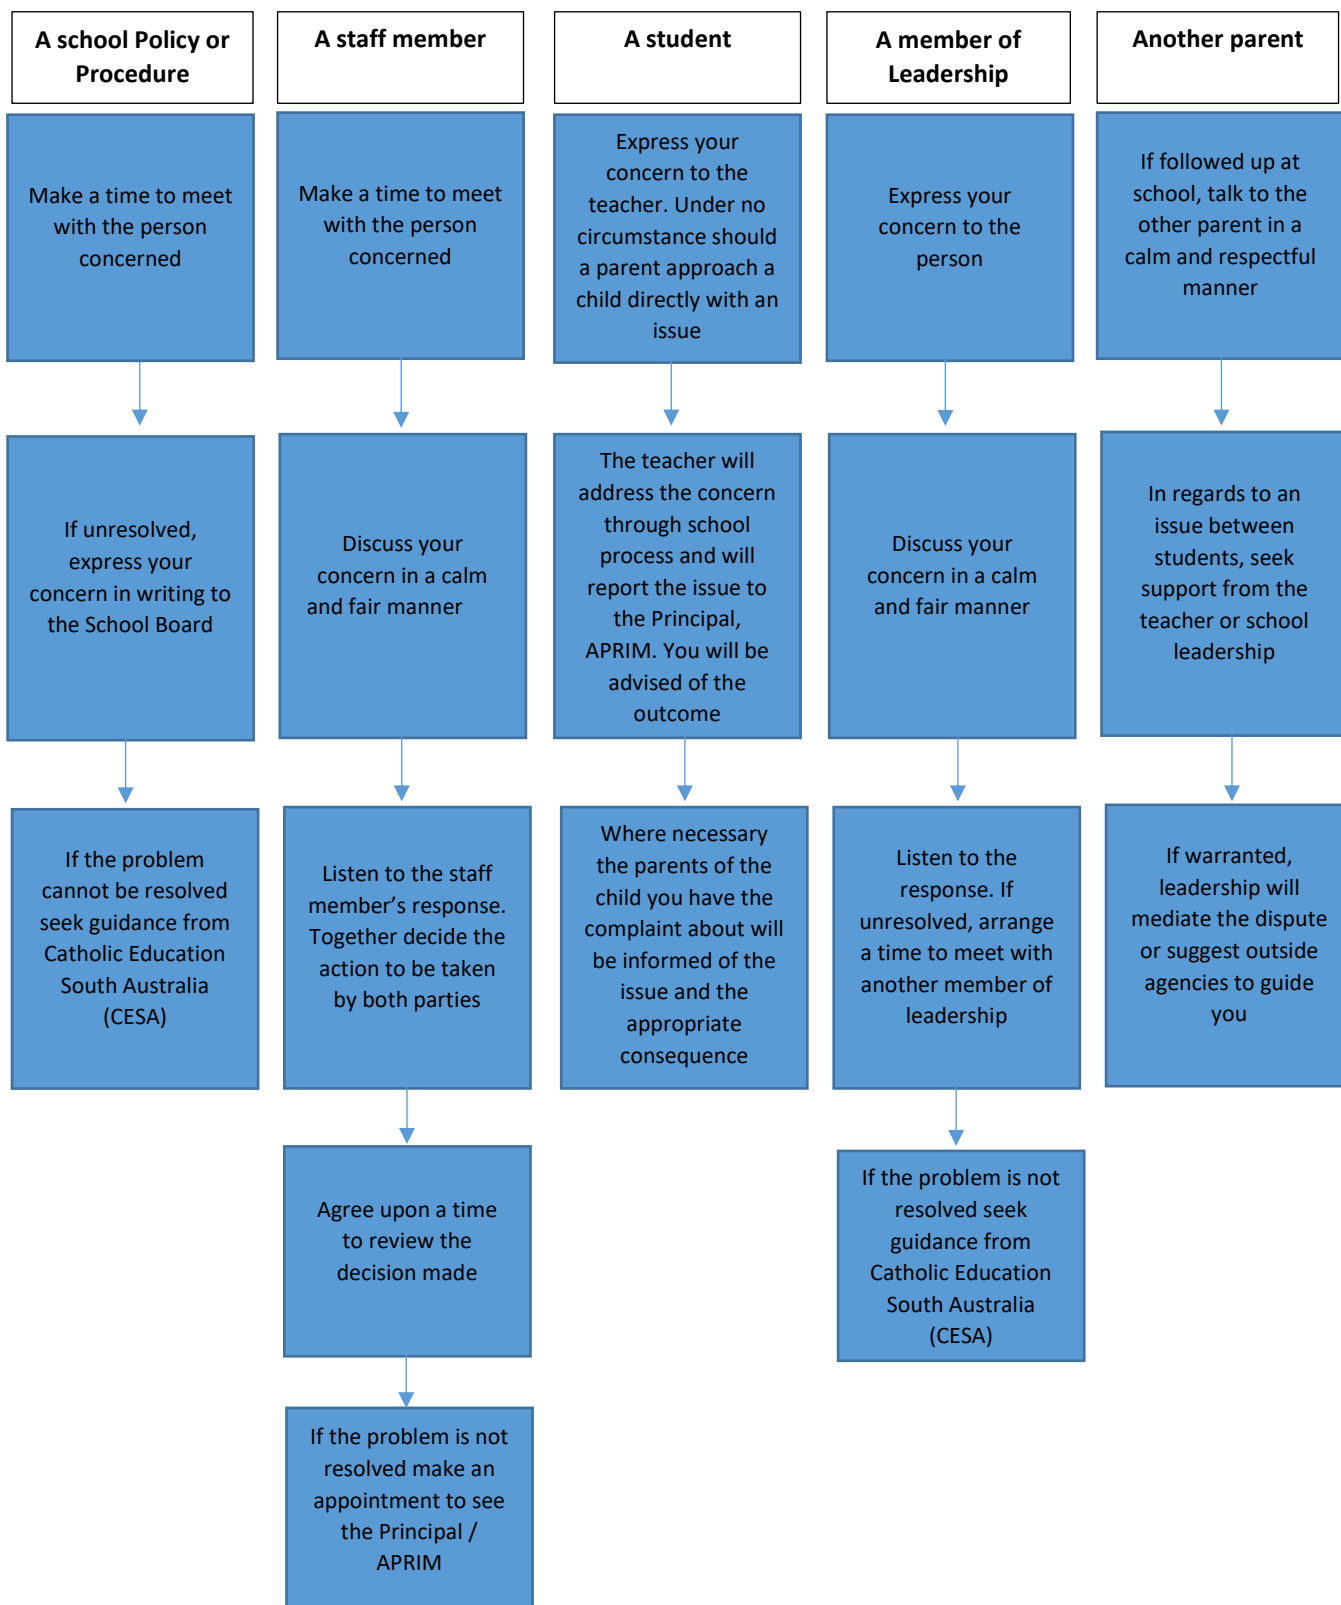 A school Policy or
Procedure
Make a time to meet
with the person
concerned
If unresolved,
express your
concern in writing to
the School Board
If the problem
cannot be resolved
seek guidance from
Catholic Education
South Australia
(CESA)
A staff member
Make a time to meet
with the person
concerned
Discuss your
concern in a calm
and fair manner
Listen to the staff
member’s response.
Together decide the
action to be taken
by both parties
Agree upon a time
to review the
decision made
If the problem is not
resolved make an
appointment to see
the Principal /
APRIM
A student
Express your
concern to the
teacher. Under no
circumstance should
a parent approach a
child directly with an
issue
The teacher will
address the concern
through school
process and will
report the issue to
the Principal,
APRIM. You will be
advised of the
outcome
Where necessary
the parents of the
child you have the
complaint about will
be informed of the
issue and the
appropriate
consequence
A member of
Leadership
Express your
concern to the
person
Discuss your
concern in a calm
and fair manner
Listen to the
response. If
unresolved, arrange
a time to meet with
another member of
leadership
If the problem is not
resolved seek
guidance from
Catholic Education
South Australia
(CESA)
Another parent
If followed up at
school, talk to the
other parent in a
calm and respectful
manner
In regards to an
issue between
students, seek
support from the
teacher or school
leadership
If warranted,
leadership will
mediate the dispute
or suggest outside
agencies to guide
you